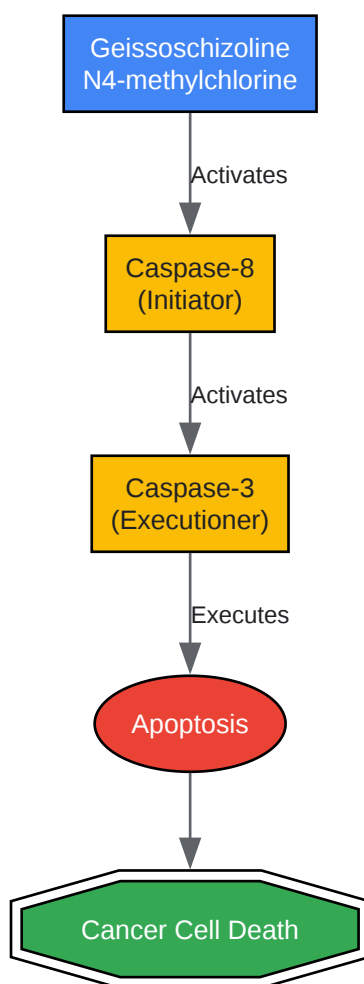 Geissoschizoline
N4-methylchlorine
Activates
Caspase-8
(Initiator)
Activates
Caspase-3
(Executioner)
Executes
Apoptosis
Cancer Cell Death